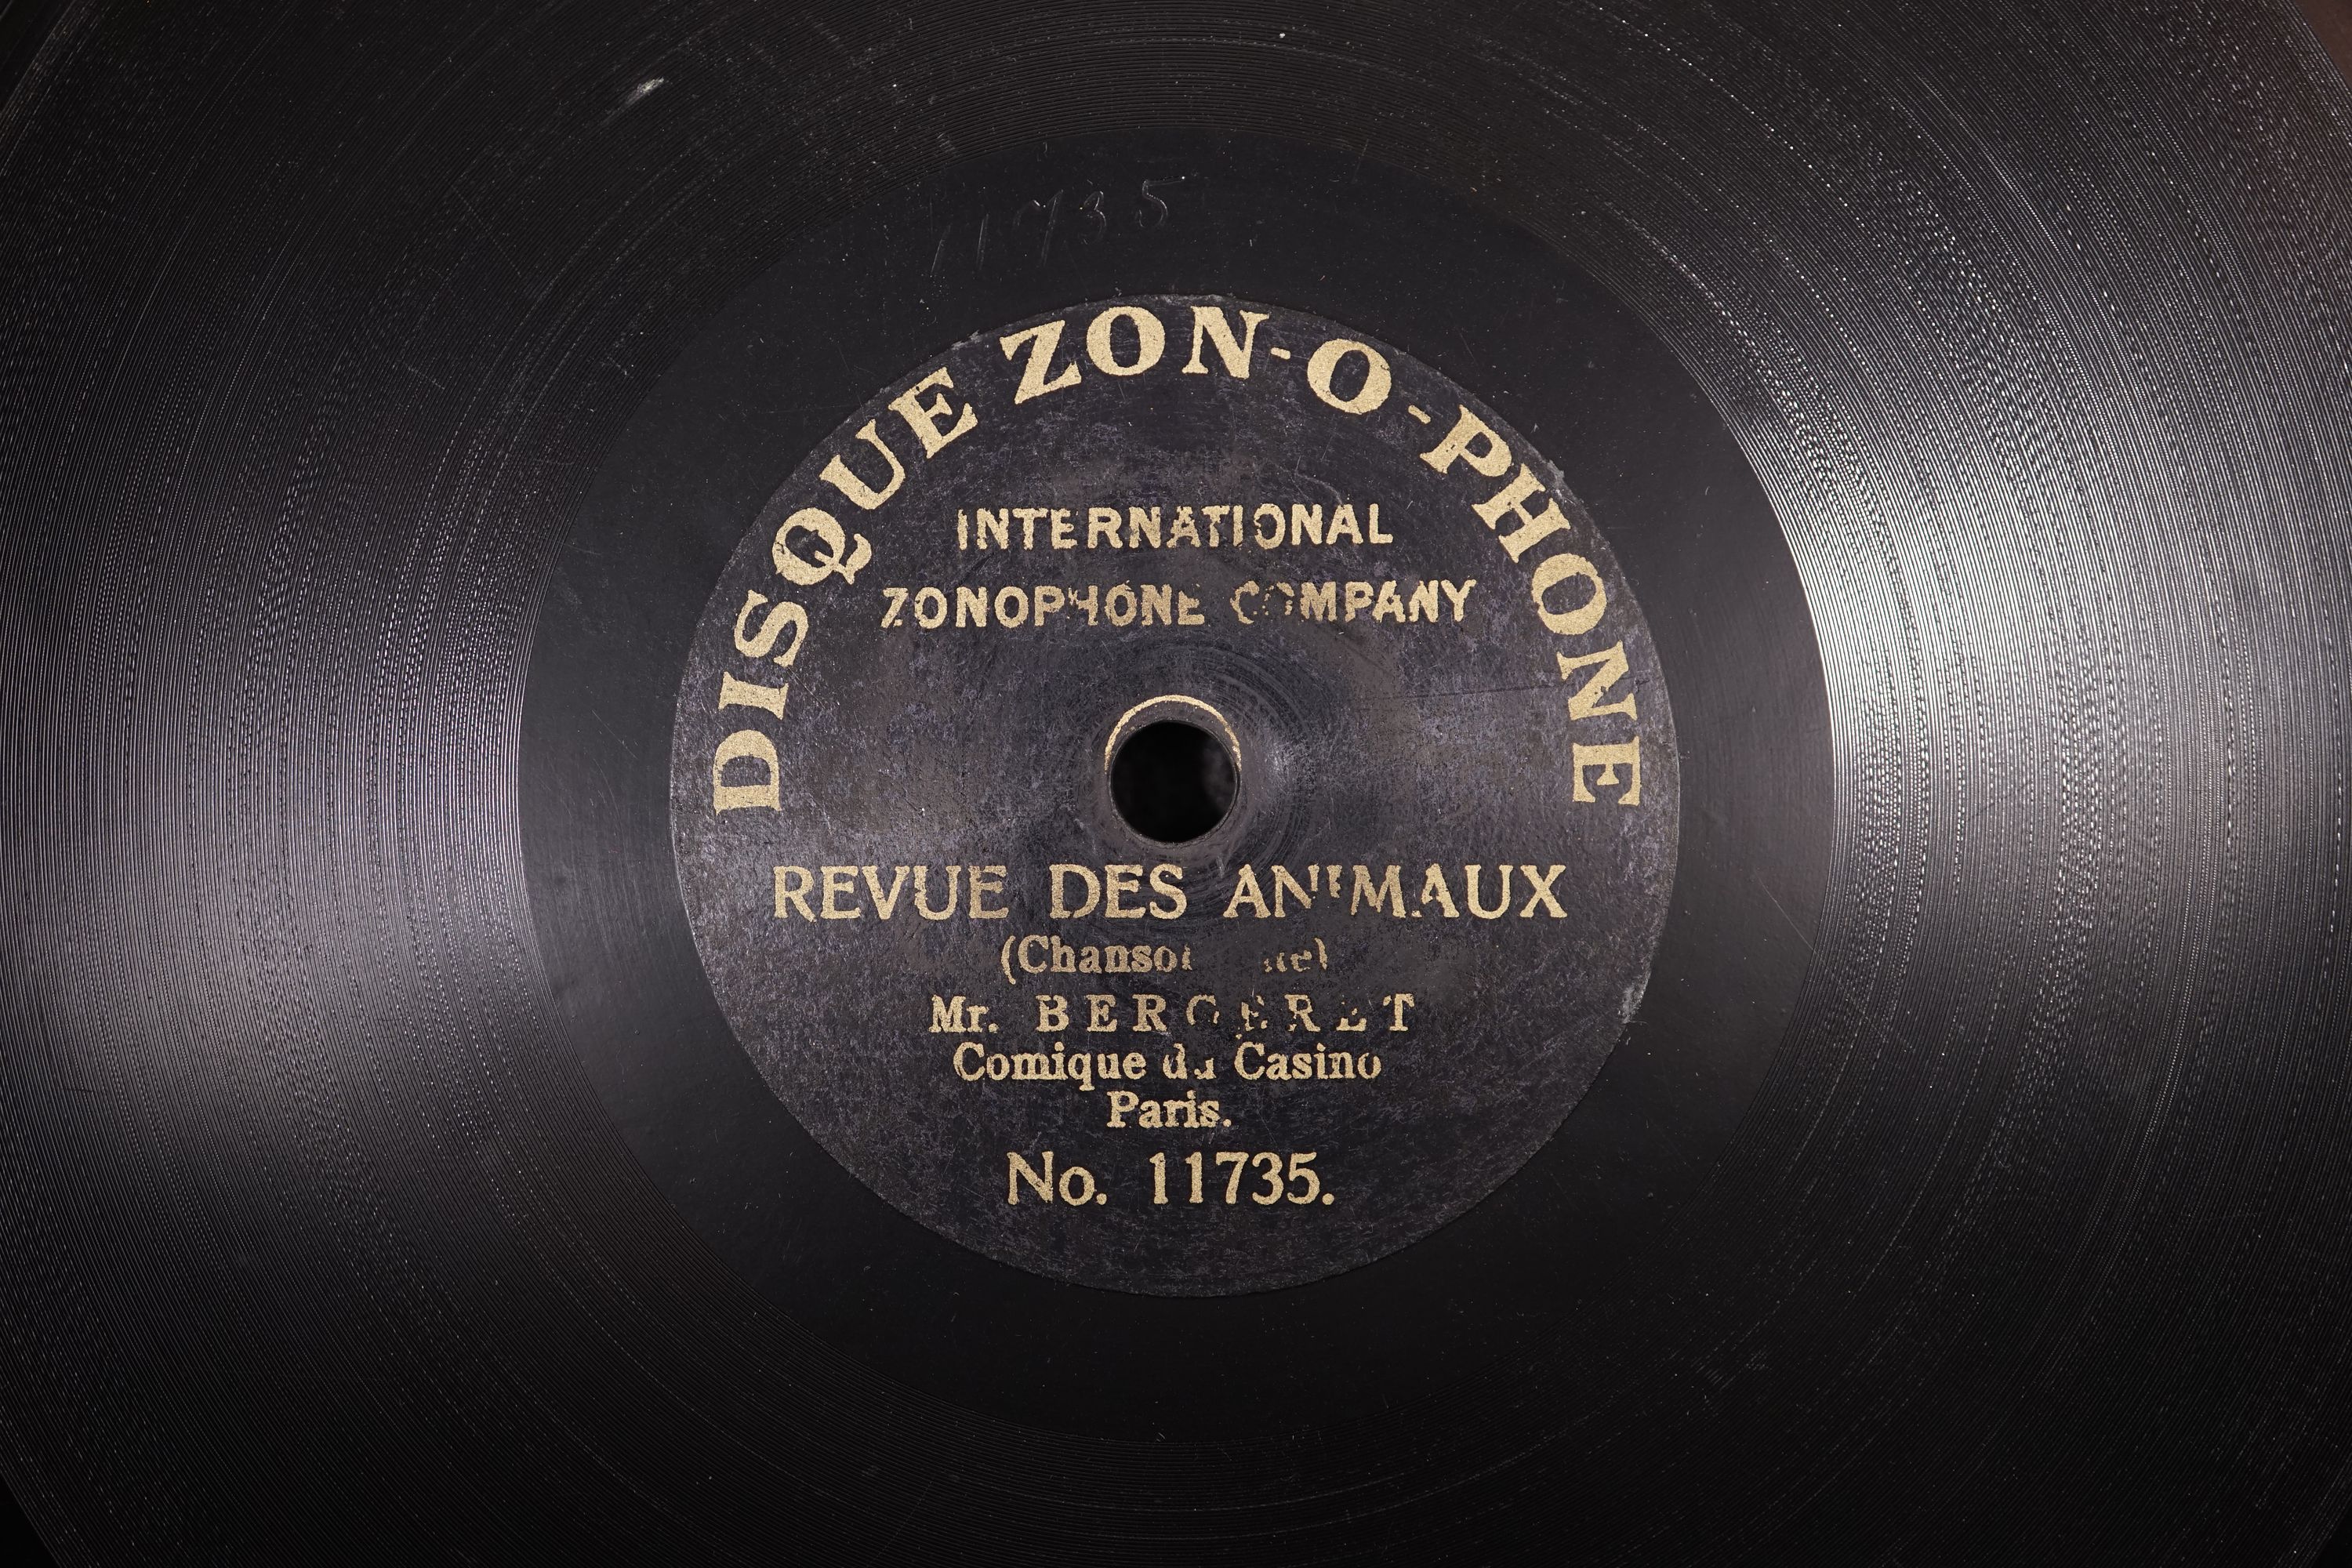 11735
DISQUE ZON-O-PHONE
INTERNATIONAL
ZONOPHONE COMPANY
REVUE DES ANIMAUX
Mr. BERGERET
Comique du Casino
Paris.
No. 11735.